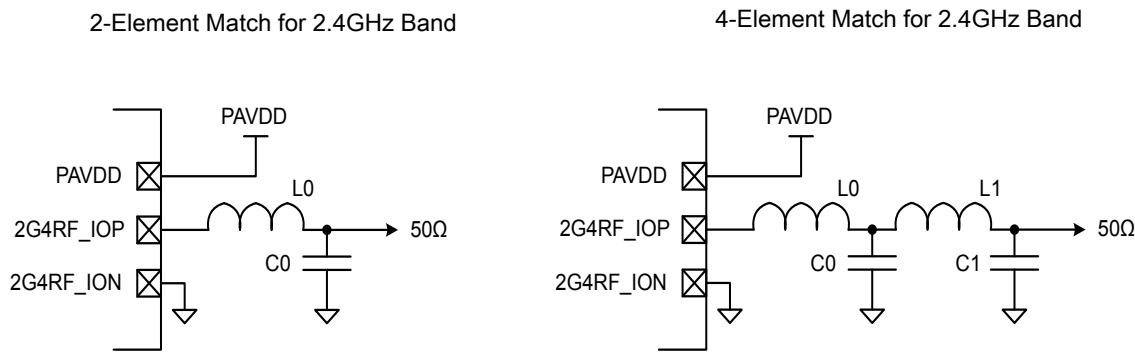 2-Element Match for 2.4GHz Band
PAVDD
PAVDD
L0
2G4RF_IOP
50Ω
C0
2G4RF_ION
4-Element Match for 2.4GHz Band
PAVDD
PAVDD
L0
L1
2G4RF_IOP
50Ω
C0
C1
2G4RF_ION